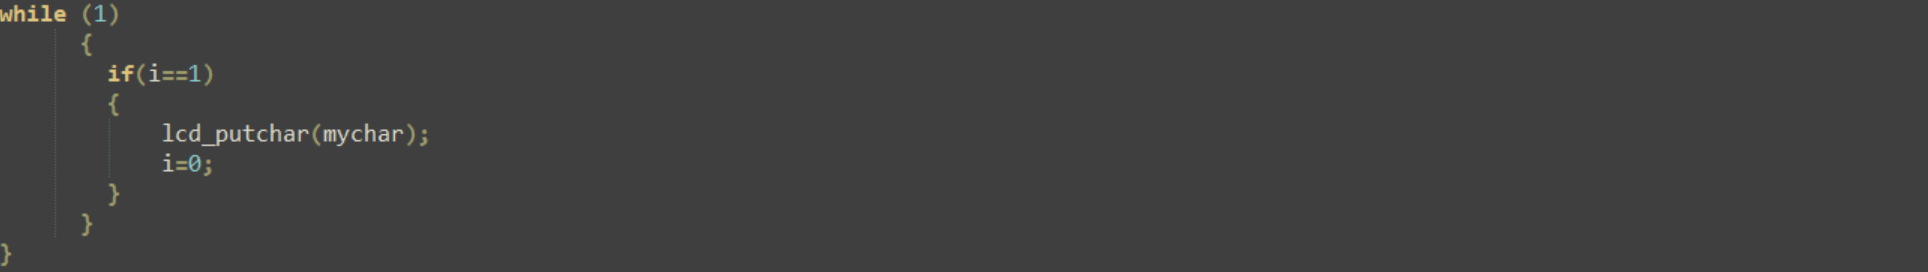 while (1)
{
if(i==1)
{
lcd_putchar(mychar);
i=0;
}
}
}